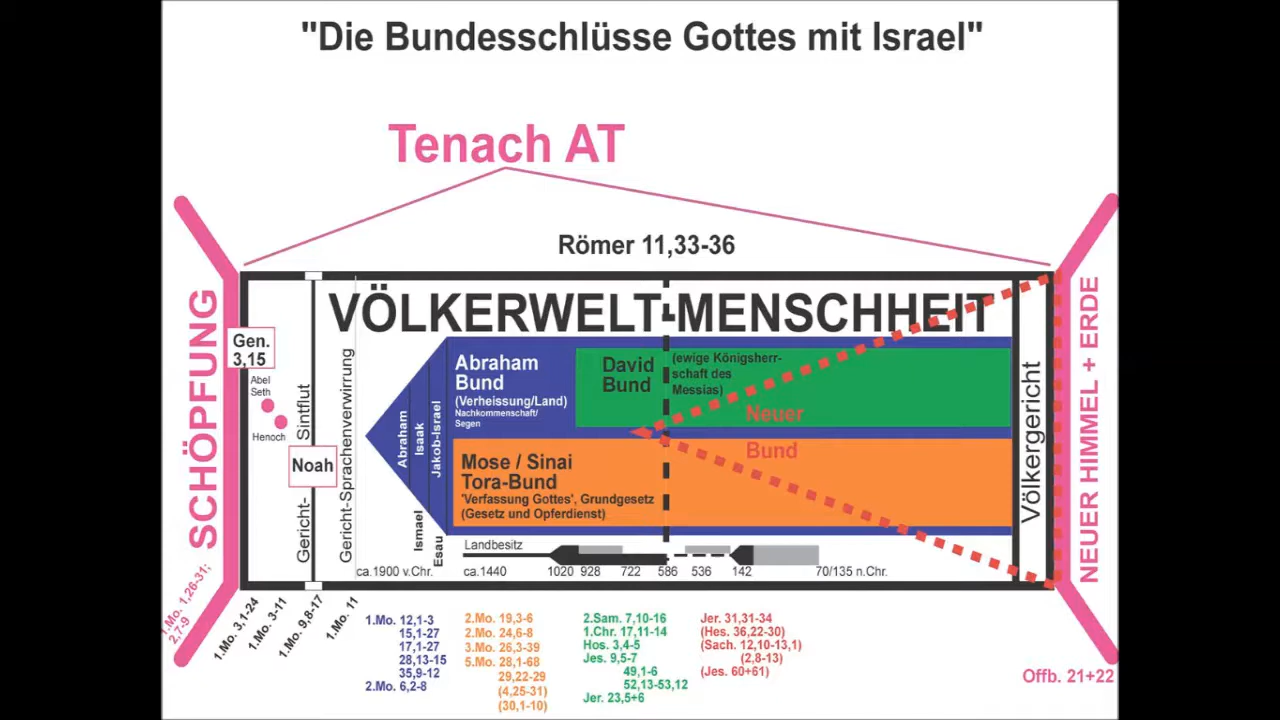 "Die Bundesschlüsse Gottes mit Israel"
Tenach AT
Römer 11,33-36
VÖLKERWELT-MENSCHHEIT
SCHÖPFUNG
Gen.
3,15
Abel
Seth
Henoch
Gericht- Sintflut
Noah
Gericht-Sprachenverwirrung
Abraham
Isaak
Jakob-Israel
Ismael
Esau
Abraham
Bund
(Verheissung/Land)
Nachkommenschaft/
Segen
David
Bund
(ewige Königsherr-
schaft des
Messias)
Neuer
Bund
Mose / Sinai
Tora-Bund
'Verfassung Gottes', Grundgesetz
(Gesetz und Opferdienst)
Völkergericht
NEUER HIMMEL + ERDE
Landbesitz
ca.1900 v.Chr. ca.1440 1020 928 722 586 536 142 70/135 n.Chr.
1.Mo. 1,26-31;
2,7-9
1.Mo. 3,1-24
1.Mo. 3-11
1.Mo. 9,8-17
1.Mo. 11
1.Mo. 12,1-3
15,1-27
17,1-27
28,13-15
35,9-12
2.Mo. 6,2-8
2.Mo. 19,3-6
2.Mo. 24,6-8
3.Mo. 26,3-39
5.Mo. 28,1-68
29,22-29
(4,25-31)
(30,1-10)
2.Sam. 7,10-16
1.Chr. 17,11-14
Hos. 3,4-5
Jes. 9,5-7
49,1-6
52,13-53,12
Jer. 23,5+6
Jer. 31,31-34
(Hes. 36,22-30)
(Sach. 12,10-13,1)
(2,8-13)
(Jes. 60+61)
Offb. 21+22